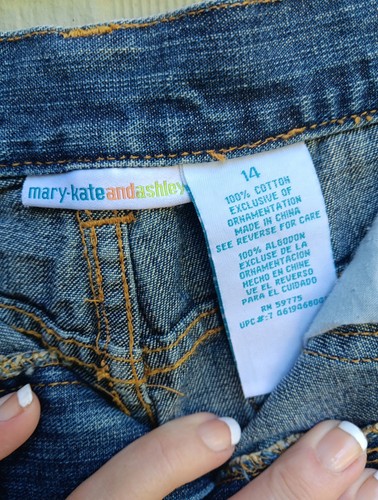 mary-kateandashley
14
100% COTTON
EXCLUSIVE OF
ORNAMENTATION
MADE IN CHINA
SEE REVERSE FOR CARE
100% ALGODON
EXCLUSE DE LA
ORNAMENTACION
HECHO EN CHINE
VE EL REVERSO
PARA EL CUIDADO
RN 59775